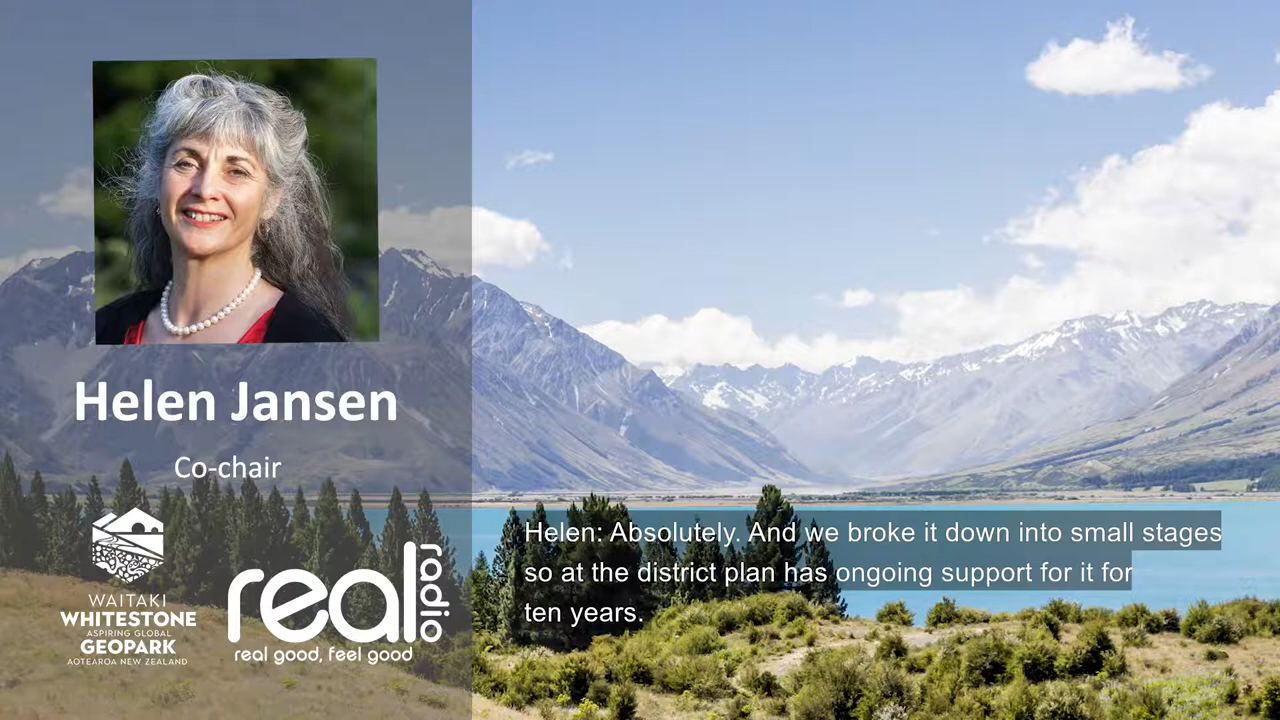 Helen Jansen
Co-chair
WAITAKI
WHITESTONE
ASPIRING GLOBAL
GEOPARK
AOTEAROA NEW ZEALAND
real radio
real good, feel good
Helen: Absolutely. And we broke it down into small stages
so at the district plan has ongoing support for it for
ten years.